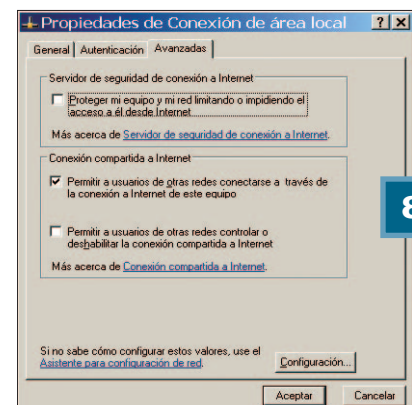 Propiedades de Conexión de área local ? x
General Autenticación Avanzadas
Servidor de seguridad de conexión a Internet
Proteger mi equipo y mi red limitando o impidiendo el
acceso a él desde Internet
Más acerca de Servidor de seguridad de conexión a Internet.
Conexión compartida a Internet
Permitir a usuarios de otras redes conectarse a través de
la conexión a Internet de este equipo
8
Permitir a usuarios de otras redes controlar o
deshabilitar la conexión compartida a Internet
Más acerca de Conexión compartida a Internet.
Si no sabe cómo configurar estos valores, use el
Asistente para configuración de red.
Configuración...
Aceptar Cancelar